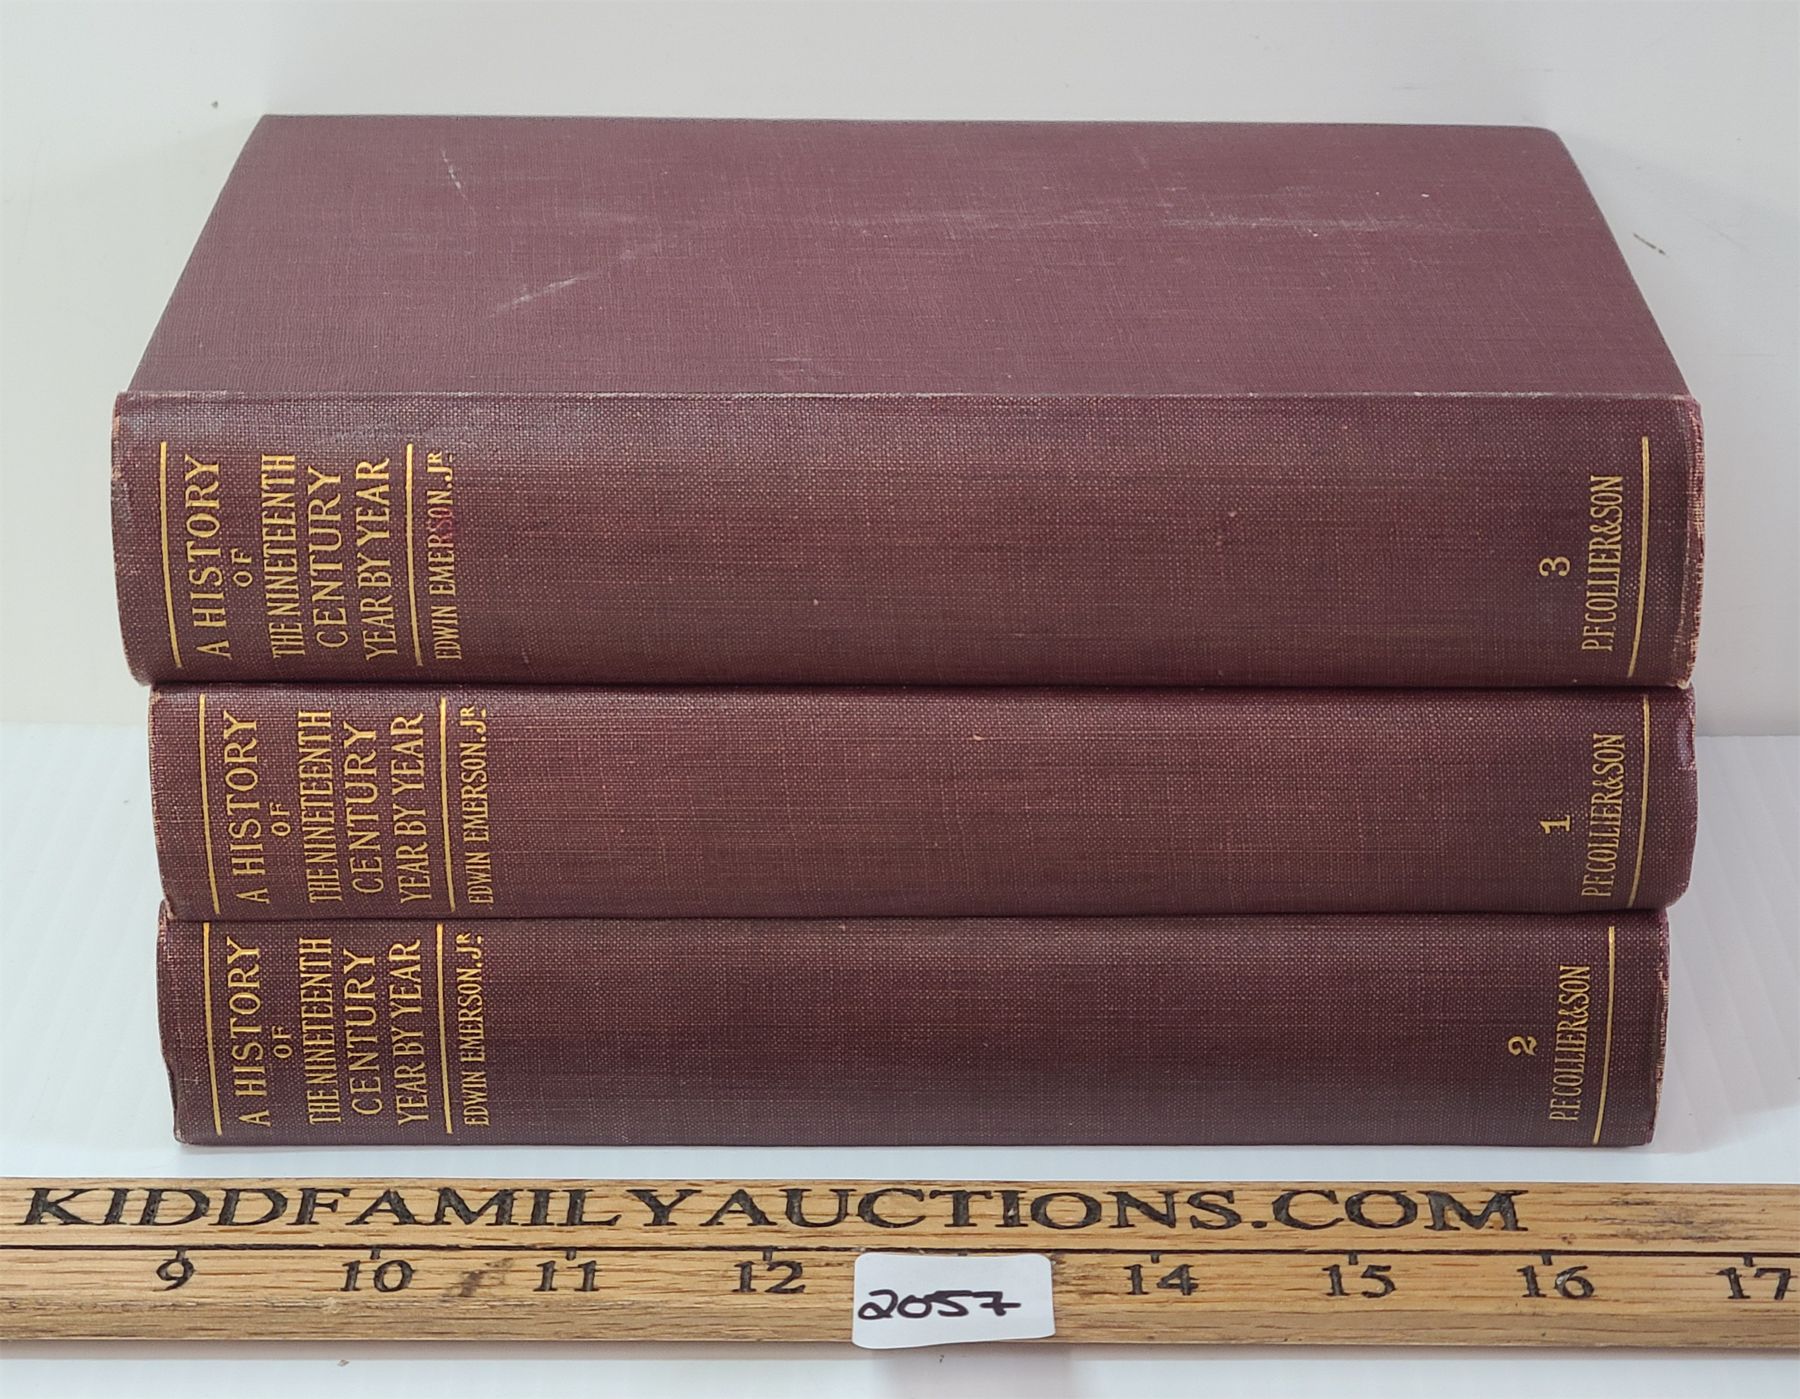 A HISTORY
OF
THE NINETEENTH
CENTURY
YEAR BY YEAR
EDWIN EMERSON. JR
3
P.F. COLLIER & SON
A HISTORY
OF
THE NINETEENTH
CENTURY
YEAR BY YEAR
EDWIN EMERSON. JR
1
P.F. COLLIER & SON
A HISTORY
OF
THE NINETEENTH
CENTURY
YEAR BY YEAR
EDWIN EMERSON. JR
2
P.F. COLLIER & SON
KIDDFAMILYAUCTIONS.COM
9 10 11 12 14 15 16 17
2057